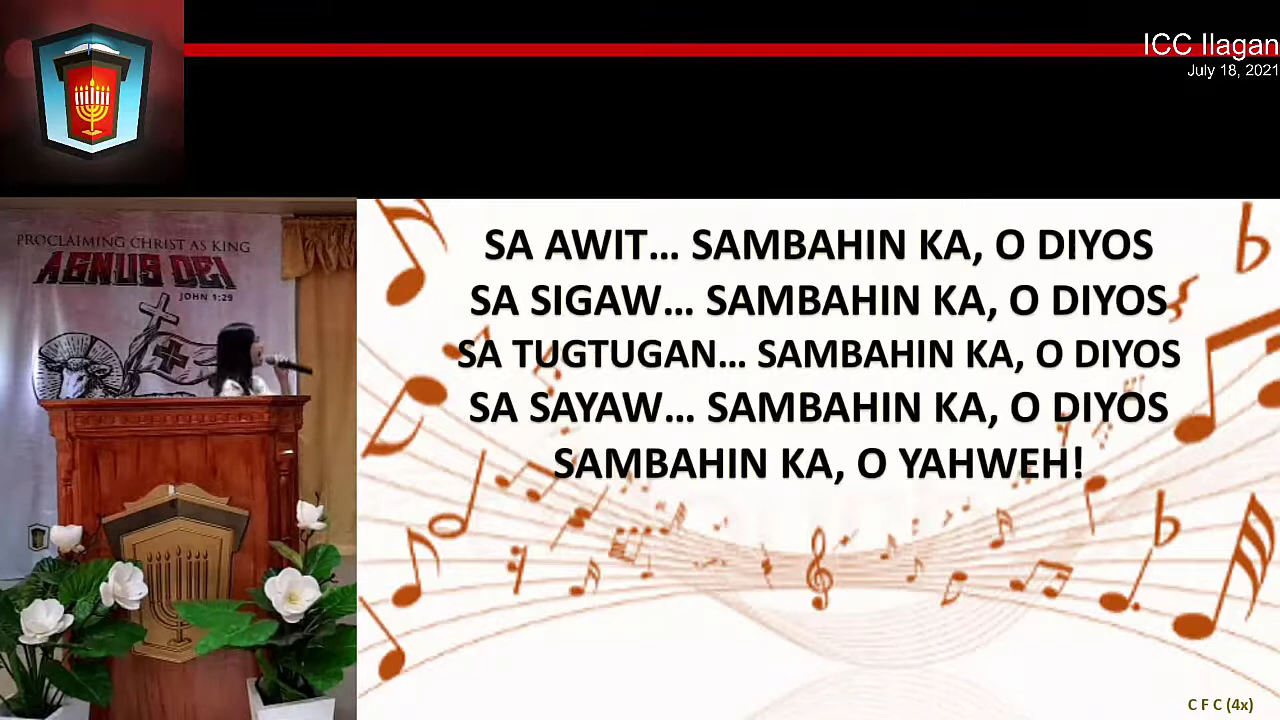 ICC Ilagan
July 18, 2021
PROCLAIMING CHRIST AS KING
AGNUS DEI
JOHN 1:29
SA AWIT... SAMBAHIN KA, O DIYOS
SA SIGAW... SAMBAHIN KA, O DIYOS
SA TUGTUGAN... SAMBAHIN KA, O DIYOS
SA SAYAW... SAMBAHIN KA, O DIYOS
SAMBAHIN KA, O YAHWEH!
C F C (4x)